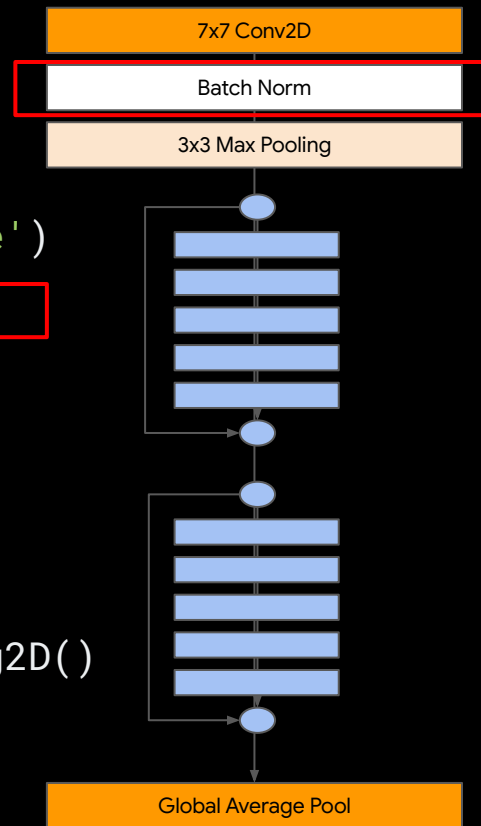 7x7 Conv2D
Batch Norm
3x3 Max Pooling
e')
g2D()
Global Average Pool